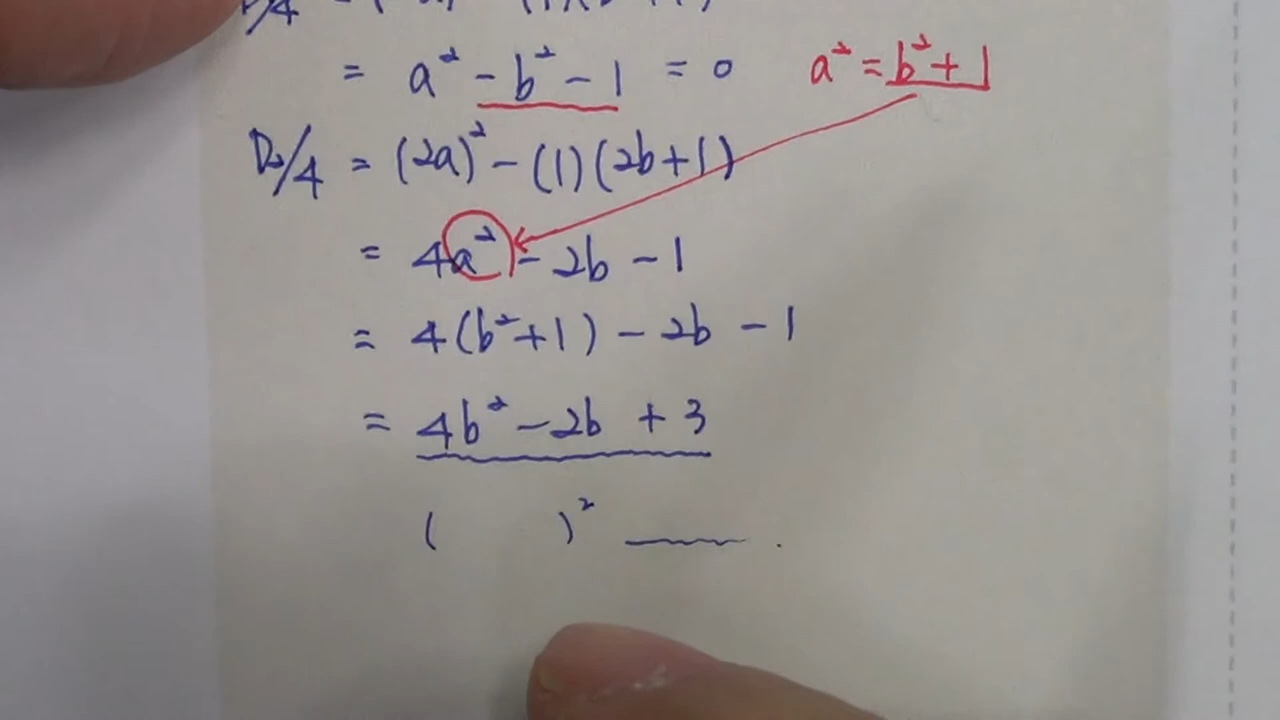 = a² - b² - 1 = 0 a² = b² + 1
D₂/4 = (2a)² - (1)(2b+1)
= 4a² - 2b - 1
= 4(b²+1) - 2b - 1
= 4b² - 2b + 3
( )² .